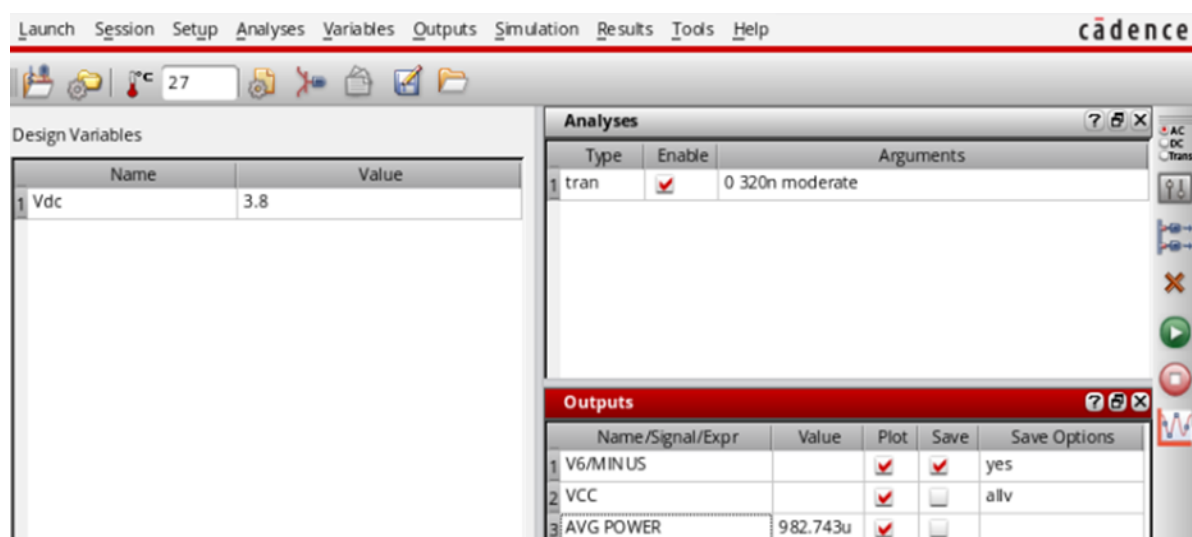 Launch Session Setup Analyses Variables Outputs Simulation Results Tools Help cādence
°C 27
Design Variables
Name Value
1 Vdc 3.8
Analyses ? X
Type Enable Arguments
1 tran 0 320n moderate
AC
DC
Trans
Outputs ? X
Name/Signal/Expr Value Plot Save Save Options
1 V6/MINUS yes
2 VCC allv
3 AVG POWER 982.743u